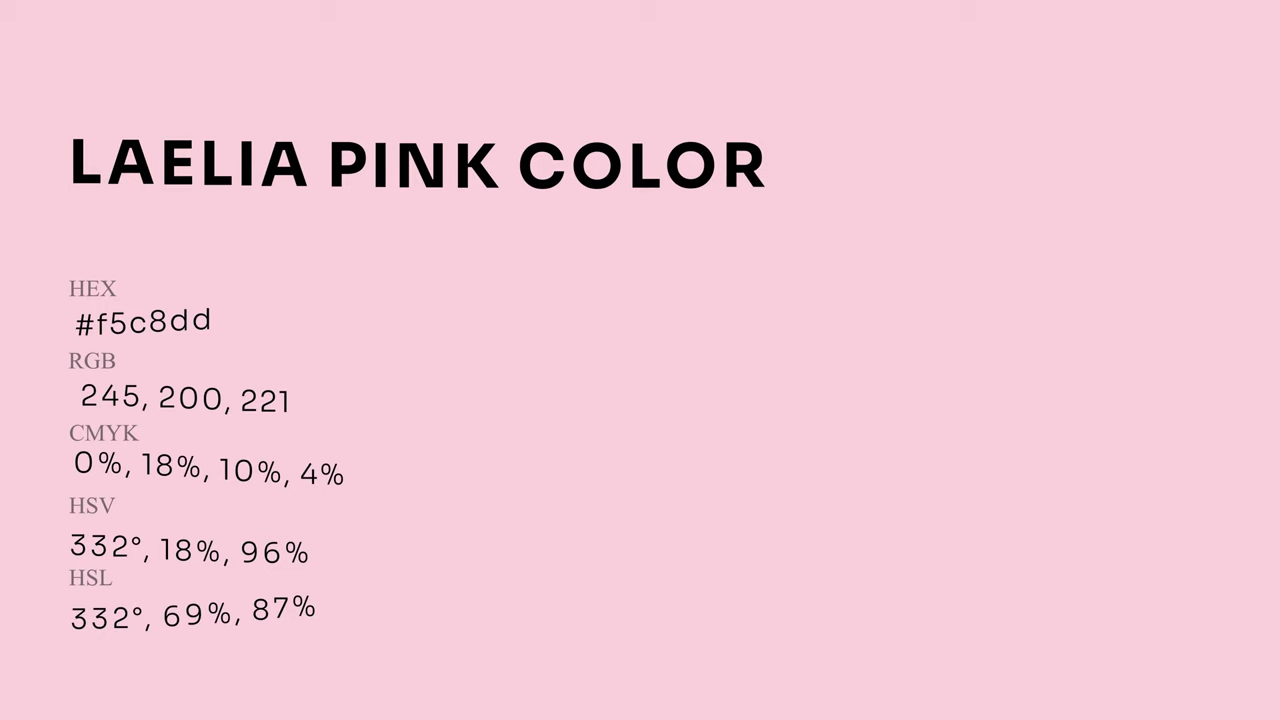 LAELIA PINK COLOR
HEX
#f5c8dd
RGB
245, 200, 221
CMYK
0%, 18%, 10%, 4%
HSV
332°, 18%, 96%
HSL
332°, 69%, 87%